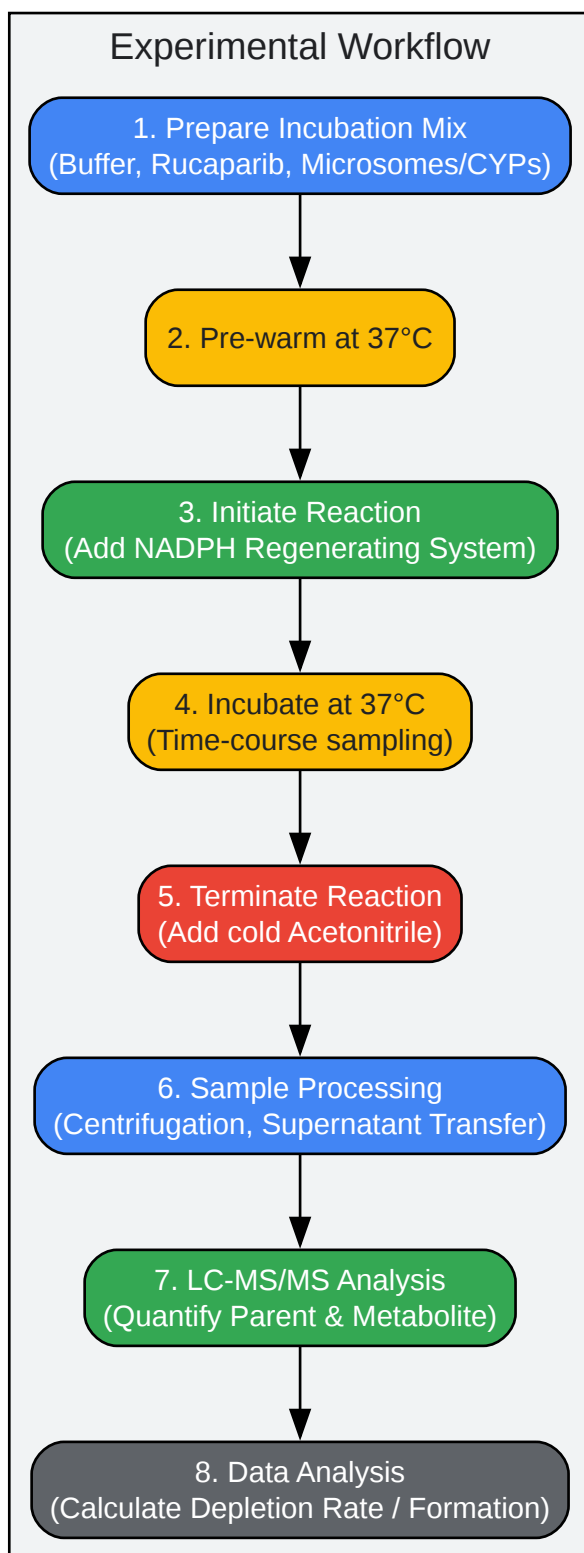 Experimental Workflow
1. Prepare Incubation Mix
(Buffer, Rucaparib, Microsomes/CYPs)
2. Pre-warm at 37°C
3. Initiate Reaction
(Add NADPH Regenerating System)
4. Incubate at 37°C
(Time-course sampling)
5. Terminate Reaction
(Add cold Acetonitrile)
6. Sample Processing
(Centrifugation, Supernatant Transfer)
7. LC-MS/MS Analysis
(Quantify Parent & Metabolite)
8. Data Analysis
(Calculate Depletion Rate / Formation)